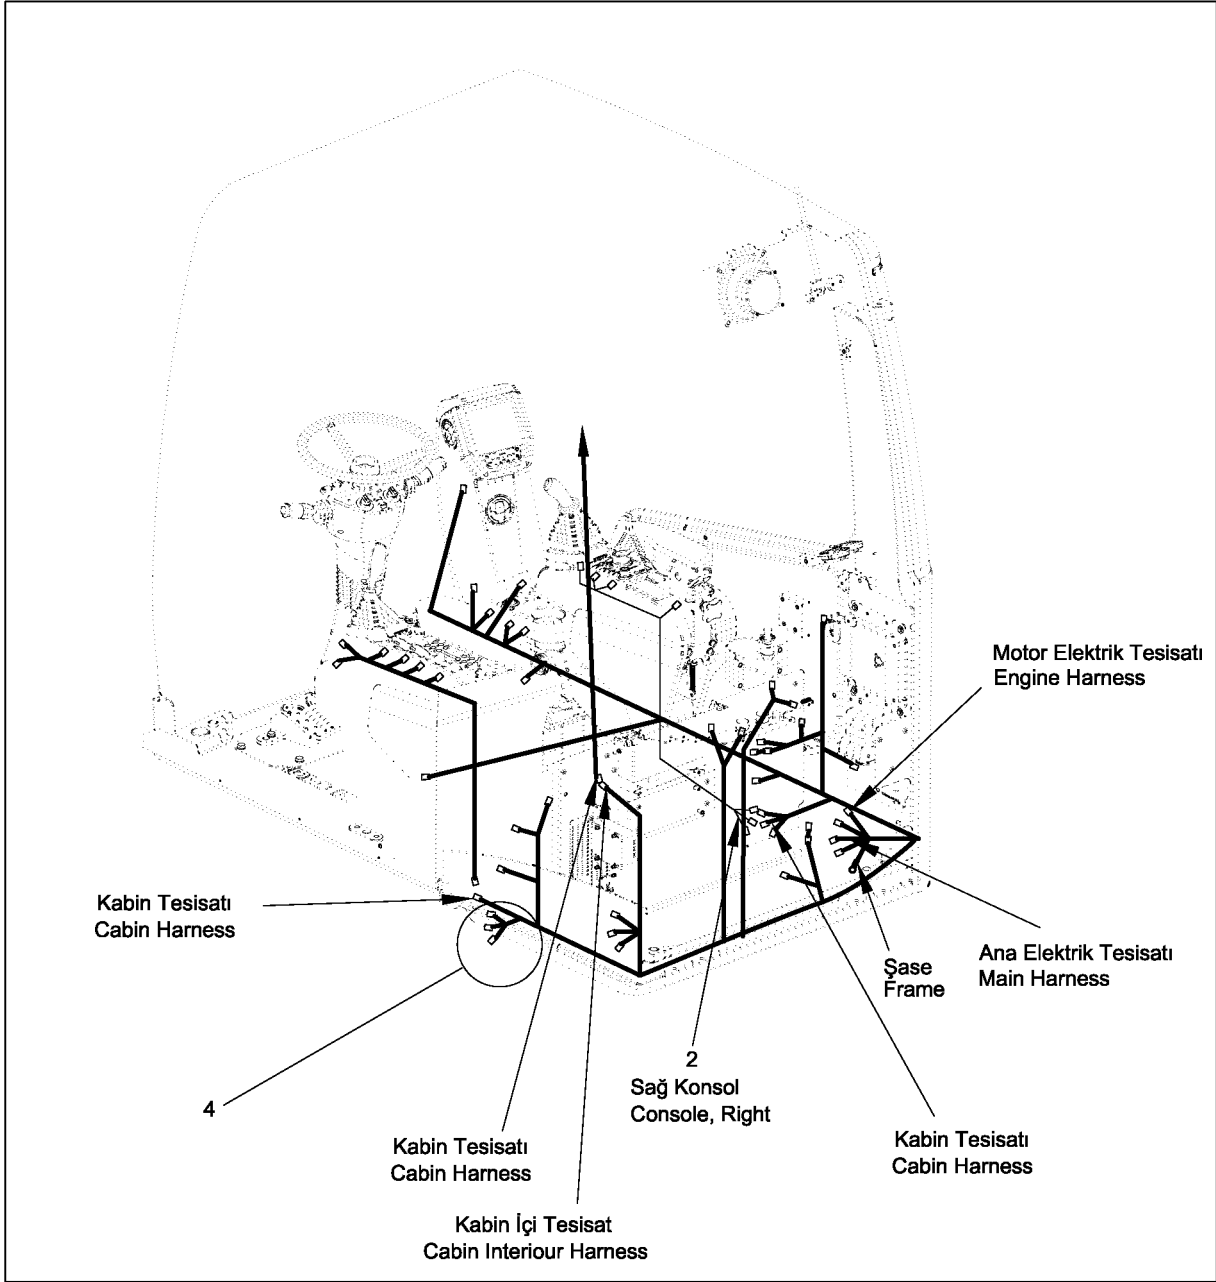 Motor Elektrik Tesisatı
Engine Harness
Kabin Tesisatı
Cabin Harness
Ana Elektrik Tesisatı
Main Harness
Şase
Frame
2
Sağ Konsol
Console, Right
4
Kabin Tesisatı
Cabin Harness
Kabin Tesisatı
Cabin Harness
Kabin İçi Tesisat
Cabin Interiour Harness